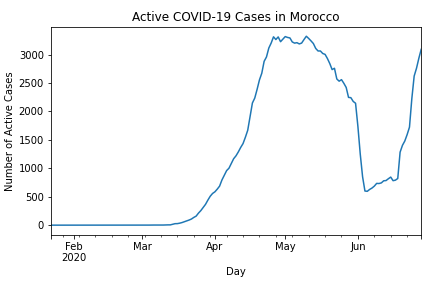 Active COVID-19 Cases in Morocco
Number of Active Cases
3000
2500
2000
1500
1000
500
0
Feb
2020
Mar
Apr
May
Jun
Day